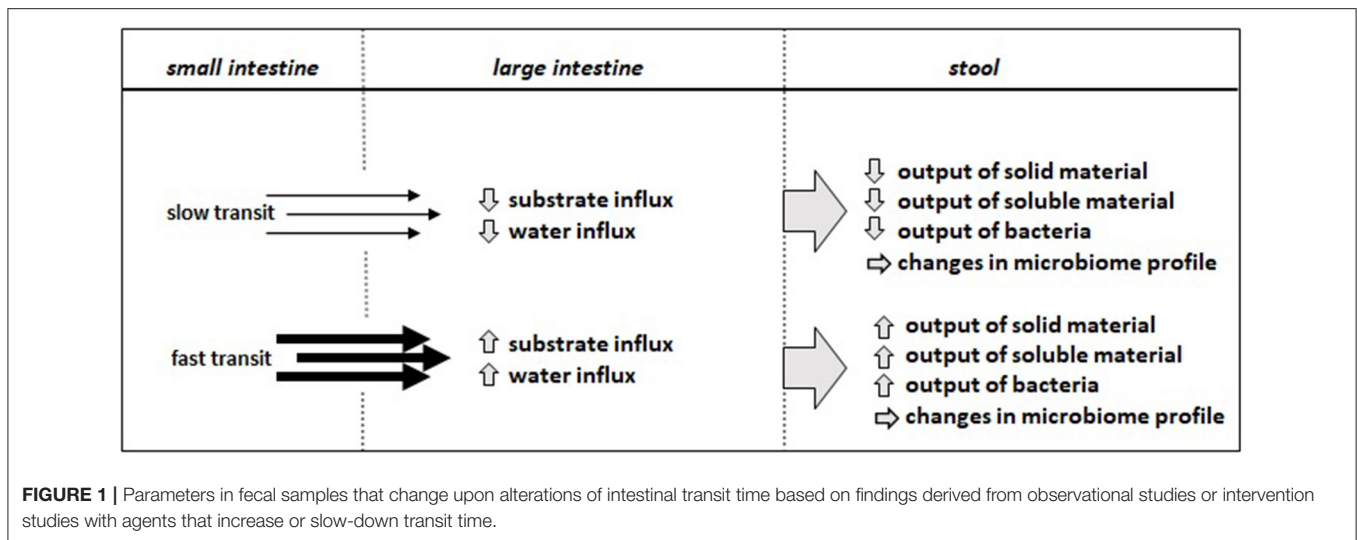 small intestine large intestine stool
slow transit
substrate influx
water influx
output of solid material
output of soluble material
output of bacteria
changes in microbiome profile
fast transit
substrate influx
water influx
output of solid material
output of soluble material
output of bacteria
changes in microbiome profile
FIGURE 1 | Parameters in fecal samples that change upon alterations of intestinal transit time based on findings derived from observational studies or intervention
studies with agents that increase or slow-down transit time.